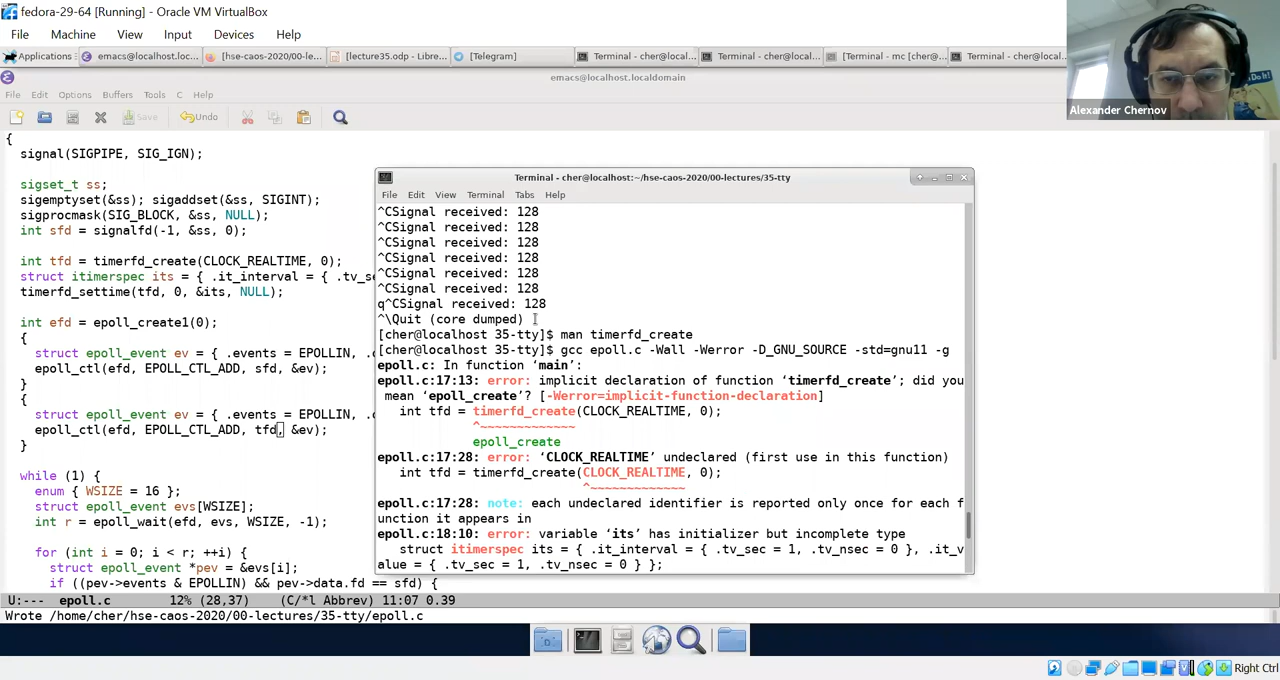 fedora-29-64 [Running] - Oracle VM VirtualBox
File Machine View Input Devices Help
Applications emacs@localhost.loc... [hse-caos-2020/00-le... [lecture35.odp - Libre... [Telegram] Terminal - cher@local... Terminal - cher@local... [Terminal - mc [cher@... Terminal - cher@loc
emacs@localhost.localdomain
File Edit Options Buffers Tools C Help
Save Undo
{
signal(SIGPIPE, SIG_IGN);
sigset_t ss;
sigemptyset(&ss); sigaddset(&ss, SIGINT);
sigprocmask(SIG_BLOCK, &ss, NULL);
int sfd = signalfd(-1, &ss, 0);
int tfd = timerfd_create(CLOCK_REALTIME, 0);
struct itimerspec its = { .it_interval = { .tv_se
timerfd_settime(tfd, 0, &its, NULL);
int efd = epoll_create1(0);
{
struct epoll_event ev = { .events = EPOLLIN, .
epoll_ctl(efd, EPOLL_CTL_ADD, sfd, &ev);
}
{
struct epoll_event ev = { .events = EPOLLIN, .
epoll_ctl(efd, EPOLL_CTL_ADD, tfd, &ev);
}
while (1) {
enum { WSIZE = 16 };
struct epoll_event evs[WSIZE];
int r = epoll_wait(efd, evs, WSIZE, -1);
for (int i = 0; i < r; ++i) {
struct epoll_event *pev = &evs[i];
if ((pev->events & EPOLLIN) && pev->data.fd == sfd) {
U:--- epoll.c 12% (28,37) (C/*l Abbrev) 11:07 0.39
Wrote /home/cher/hse-caos-2020/00-lectures/35-tty/epoll.c
Terminal - cher@localhost:~/hse-caos-2020/00-lectures/35-tty
File Edit View Terminal Tabs Help
^CSignal received: 128
^CSignal received: 128
^CSignal received: 128
^CSignal received: 128
^CSignal received: 128
^CSignal received: 128
q^CSignal received: 128
^\Quit (core dumped)
[cher@localhost 35-tty]$ man timerfd_create
[cher@localhost 35-tty]$ gcc epoll.c -Wall -Werror -D_GNU_SOURCE -std=gnu11 -g
epoll.c: In function ‘main’:
epoll.c:17:13: error: implicit declaration of function ‘timerfd_create’; did you
mean ‘epoll_create’? [-Werror=implicit-function-declaration]
int tfd = timerfd_create(CLOCK_REALTIME, 0);
^~~~~~~~~~~~~~
epoll_create
epoll.c:17:28: error: ‘CLOCK_REALTIME’ undeclared (first use in this function)
int tfd = timerfd_create(CLOCK_REALTIME, 0);
^~~~~~~~~~~~~~
epoll.c:17:28: note: each undeclared identifier is reported only once for each f
unction it appears in
epoll.c:18:10: error: variable ‘its’ has initializer but incomplete type
struct itimerspec its = { .it_interval = { .tv_sec = 1, .tv_nsec = 0 }, .it_v
alue = { .tv_sec = 1, .tv_nsec = 0 } };
Alexander Chernov
Right Ctrl